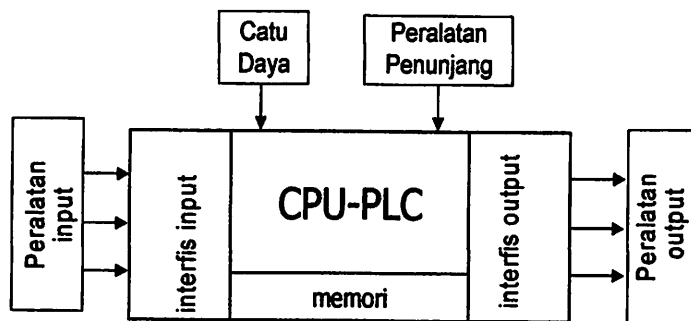 Catu
Daya
Peralatan
Penunjang
Peralatan
input
interfis input
CPU-PLC
memori
interfis output
Peralatan
output